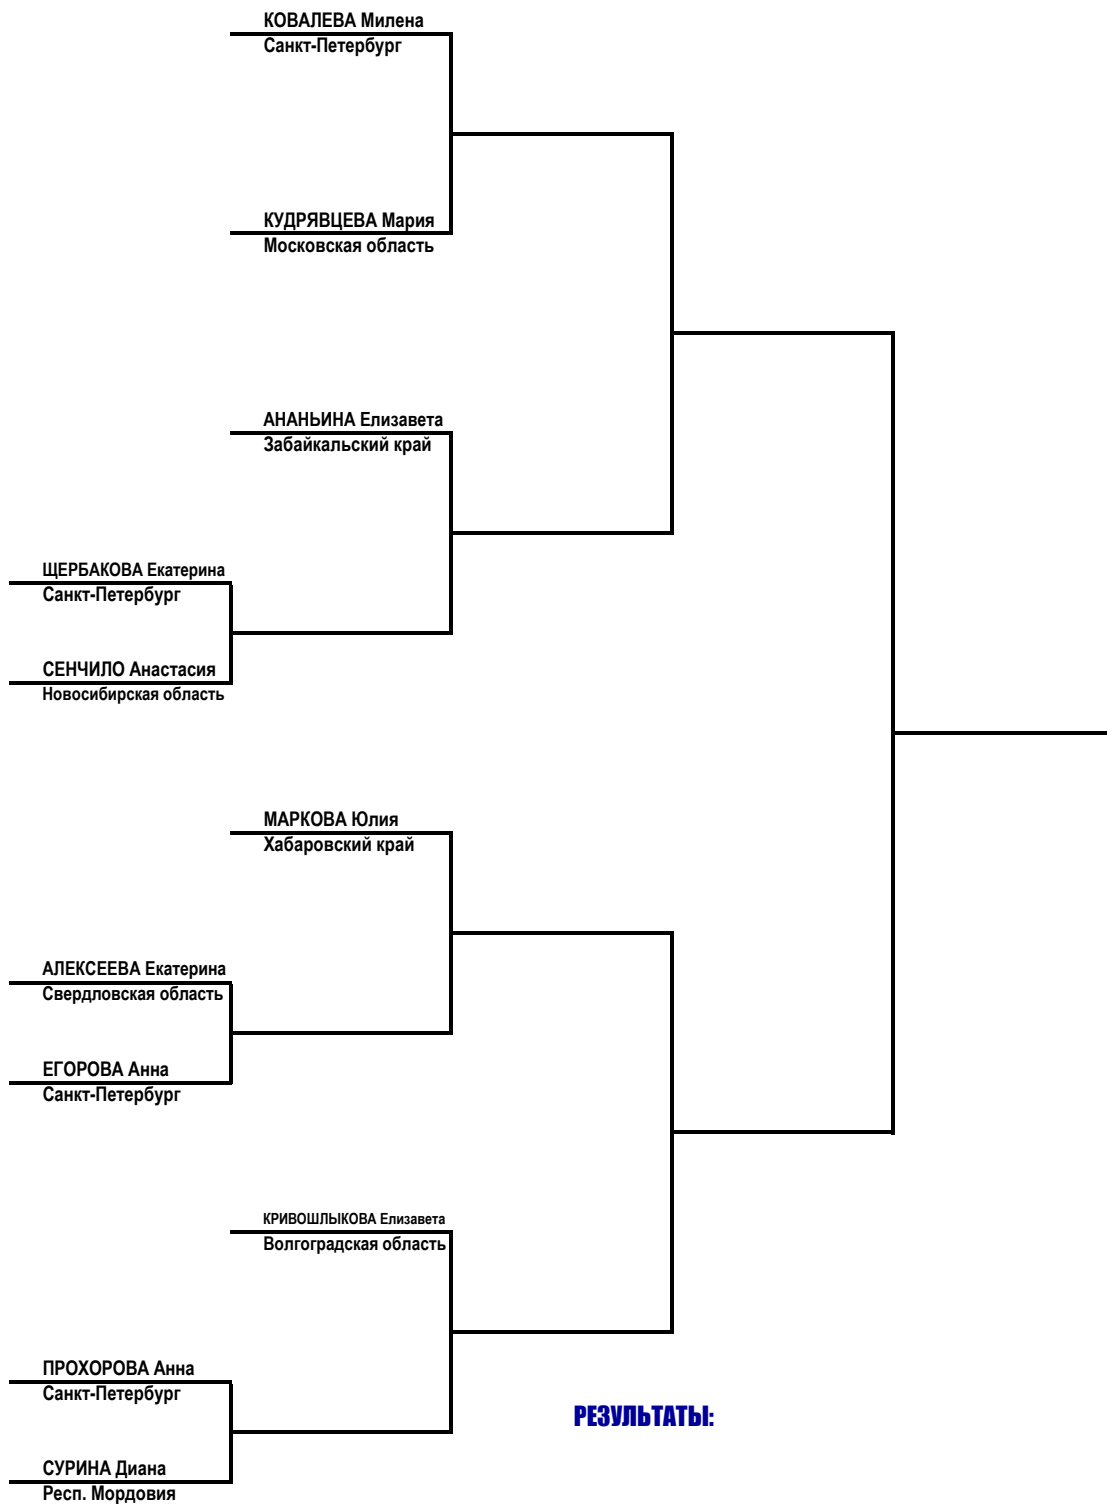 КОВАЛЕВА Милена
Санкт-Петербург
КУДРЯВЦЕВА Мария
Московская область
АНАНЬИНА Елизавета
Забайкальский край
ЩЕРБАКОВА Екатерина
Санкт-Петербург
СЕНЧИЛО Анастасия
Новосибирская область
МАРКОВА Юлия
Хабаровский край
АЛЕКСЕЕВА Екатерина
Свердловская область
ЕГОРОВА Анна
Санкт-Петербург
КРИВОШЛЫКОВА Елизавета
Волгоградская область
ПРОХОРОВА Анна
Санкт-Петербург
РЕЗУЛЬТАТЫ:
СУРИНА Диана
Респ. Мордовия